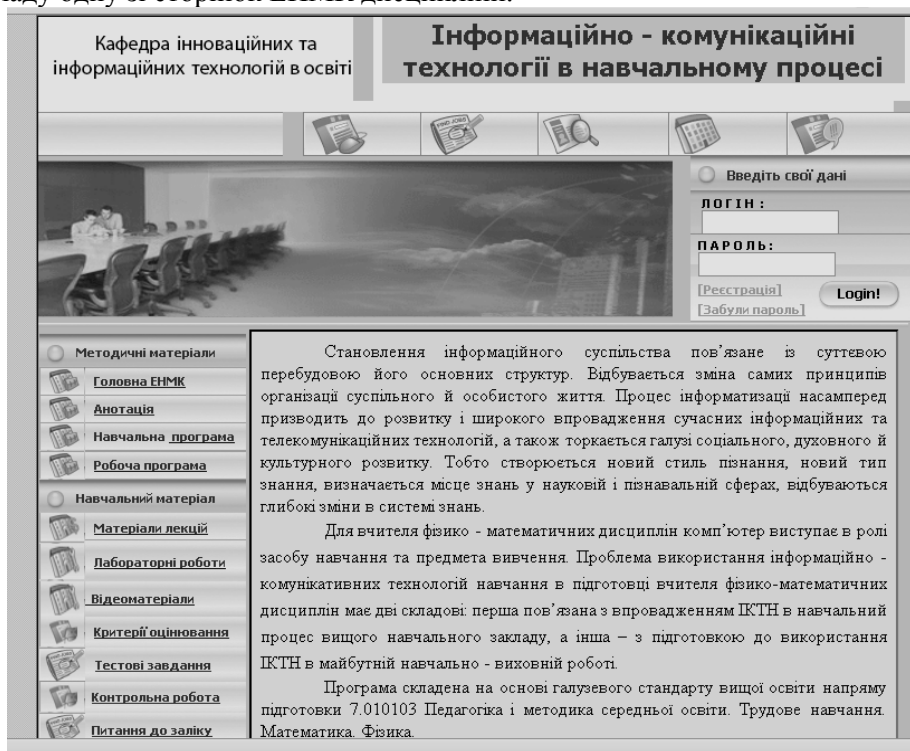 ладу одну зі сторінок ЕНМК дисципліни.
Кафедра інноваційних та
інформаційних технологій в освіті
Інформаційно - комунікаційні
технології в навчальному процесі
Введіть свої дані
ЛОГІН :
ПАРОЛЬ:
[Реєстрація]
[Забули пароль]
Login!
Методичні матеріали
Головна ЕНМК
Анотація
Навчальна програма
Робоча програма
Навчальний матеріал
Матеріали лекцій
Лабораторні роботи
Відеоматеріали
Критерії оцінювання
Тестові завдання
Контрольна робота
Питання до заліку
Становлення інформаційного суспільства пов’язане із суттєвою
перебудовою його основних структур. Відбувається зміна самих принципів
організації суспільного й особистого життя. Процес інформатизації насамперед
призводить до розвитку і широкого впровадження сучасних інформаційних та
телекомунікаційних технологій, а також торкається галузі соціального, духовного й
культурного розвитку. Тобто створюється новий стиль пізнання, новий тип
знання, визначається місце знань у науковій і пізнавальній сферах, відбуваються
глибокі зміни в системі знань.
Для вчителя фізико - математичних дисциплін комп’ютер виступає в ролі
засобу навчання та предмета вивчення. Проблема використання інформаційно -
комунікативних технологій навчання в підготовці вчителя фізико-математичних
дисциплін має дві складові: перша пов’язана з впровадженням ІКТН в навчальний
процес вищого навчального закладу, а інша – з підготовкою до використання
ІКТН в майбутній навчально - виховній роботі.
Програма складена на основі галузевого стандарту вищої освіти напряму
підготовки 7.010103 Педагогіка і методика середньої освіти. Трудове навчання.
Математика. Фізика.